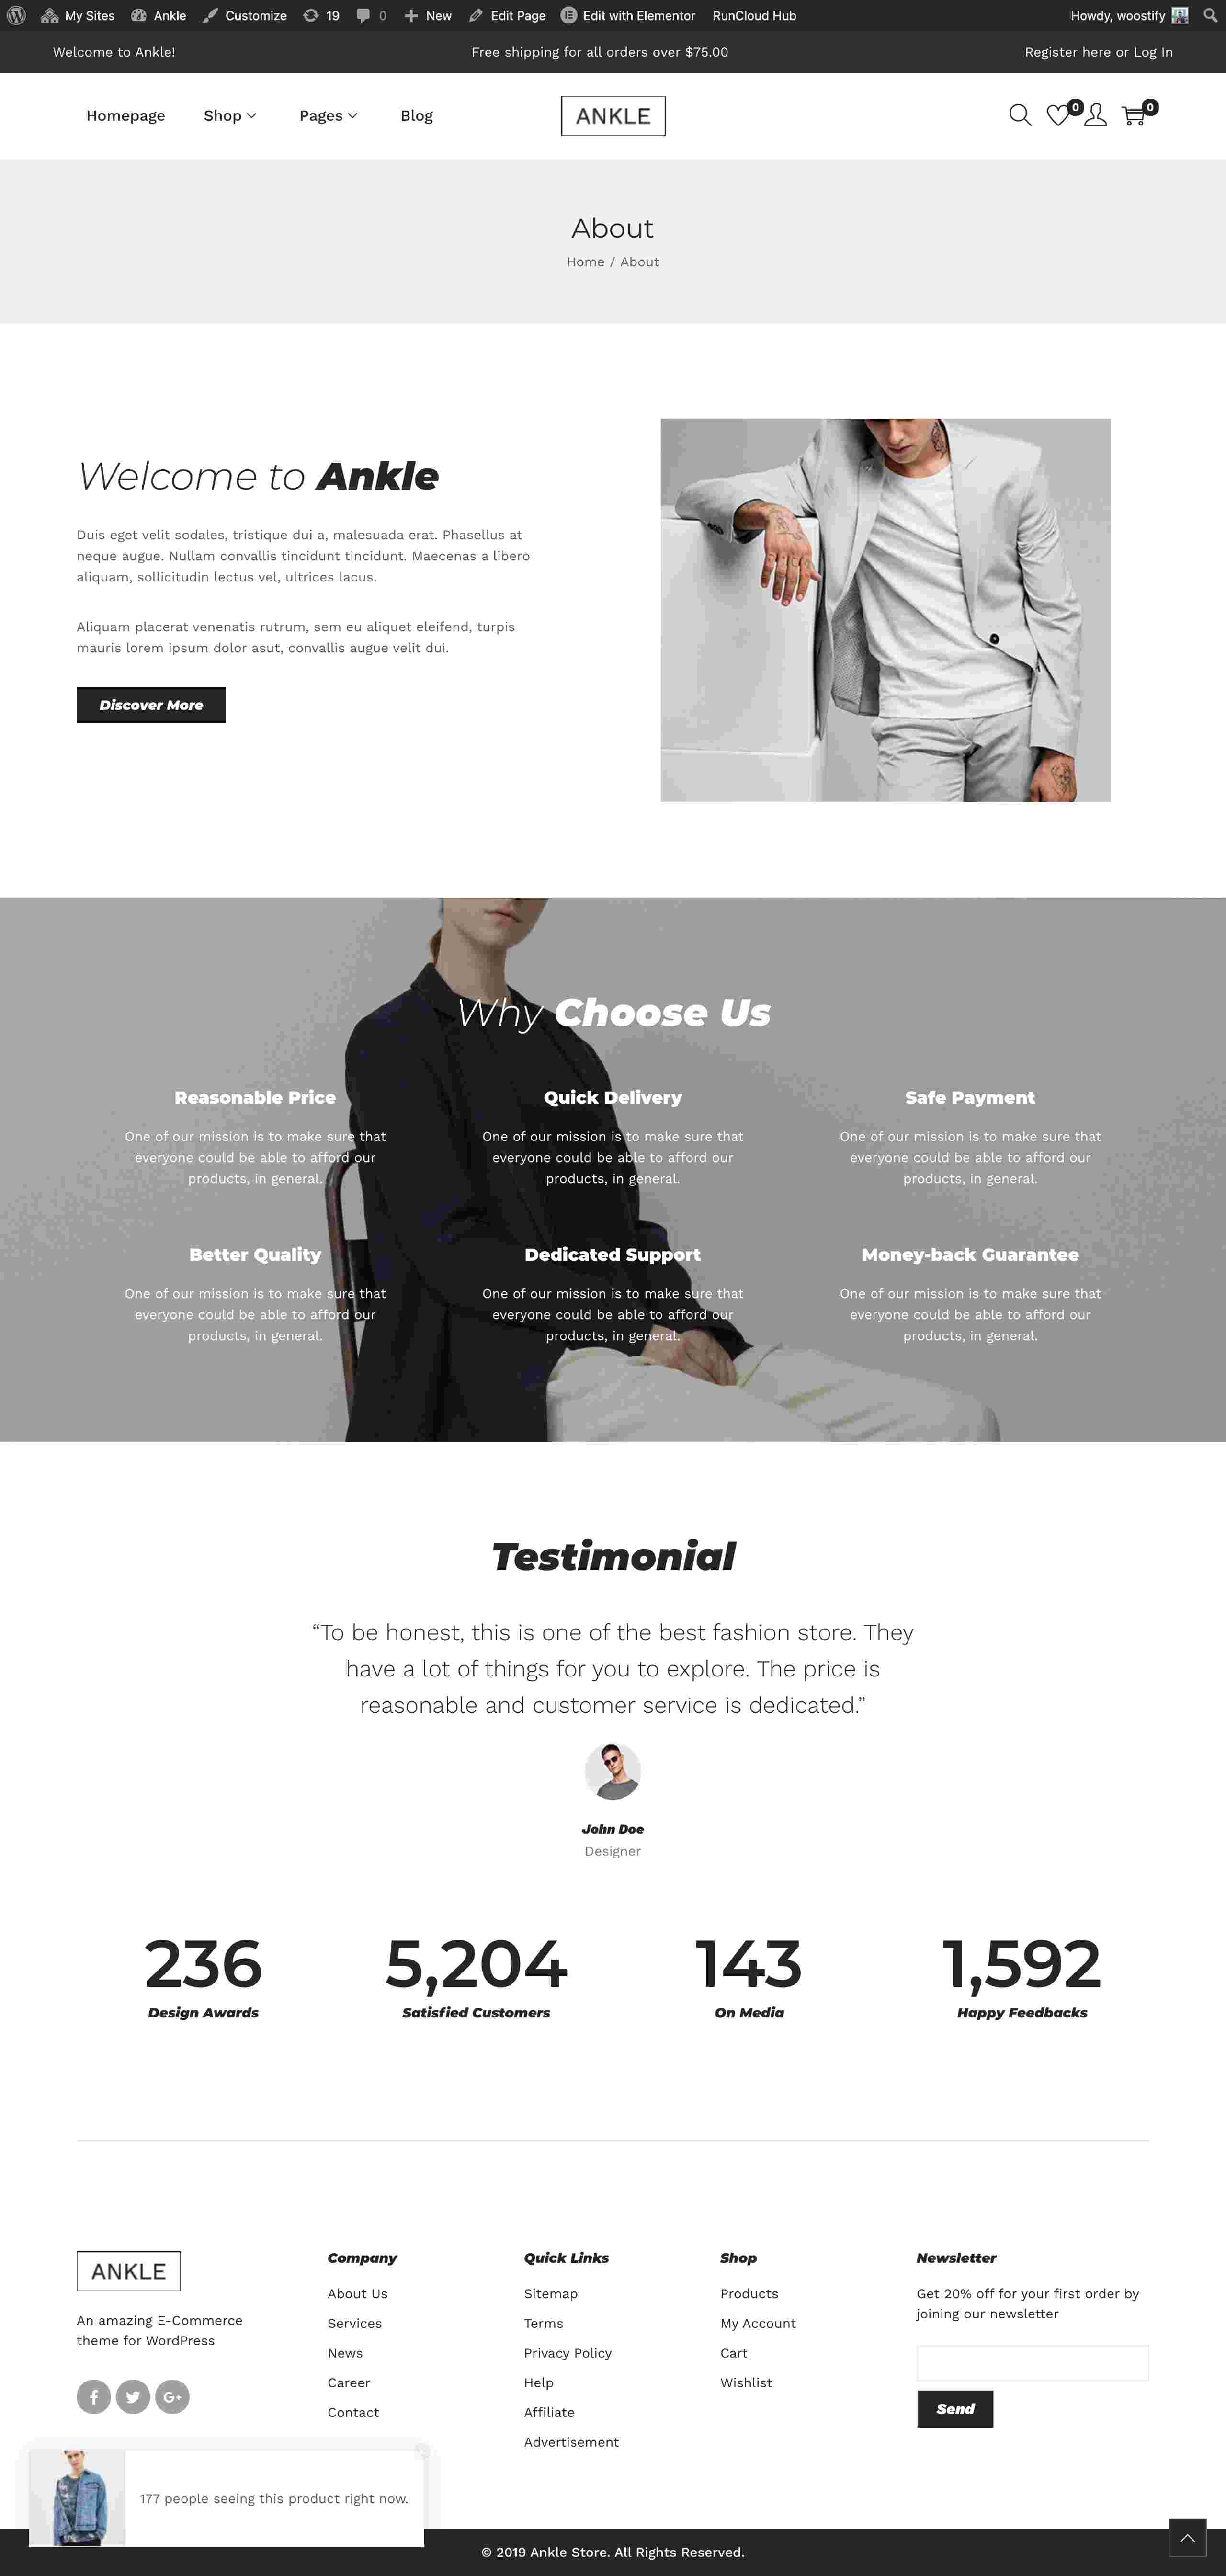 My Sites Ankle Customize 19 0 New Edit Page Edit with Elementor RunCloud Hub Howdy, woostify
Welcome to Ankle! Free shipping for all orders over $75.00 Register here or Log In
Homepage Shop Pages Blog ANKLE 0 0
About
Home / About
Welcome to Ankle
Duis eget velit sodales, tristique dui a, malesuada erat. Phasellus at
neque augue. Nullam convallis tincidunt tincidunt. Maecenas a libero
aliquam, sollicitudin lectus vel, ultrices lacus.
Aliquam placerat venenatis rutrum, sem eu aliquet eleifend, turpis
mauris lorem ipsum dolor asut, convallis augue velit dui.
Discover More
Why Choose Us
Reasonable Price
One of our mission is to make sure that
everyone could be able to afford our
products, in general.
Quick Delivery
One of our mission is to make sure that
everyone could be able to afford our
products, in general.
Safe Payment
One of our mission is to make sure that
everyone could be able to afford our
products, in general.
Better Quality
One of our mission is to make sure that
everyone could be able to afford our
products, in general.
Dedicated Support
One of our mission is to make sure that
everyone could be able to afford our
products, in general.
Money-back Guarantee
One of our mission is to make sure that
everyone could be able to afford our
products, in general.
Testimonial
“To be honest, this is one of the best fashion store. They
have a lot of things for you to explore. The price is
reasonable and customer service is dedicated.”
John Doe
Designer
236
Design Awards
5,204
Satisfied Customers
143
On Media
1,592
Happy Feedbacks
ANKLE
An amazing E-Commerce
theme for WordPress
G+
Company
About Us
Services
News
Career
Contact
Quick Links
Sitemap
Terms
Privacy Policy
Help
Affiliate
Advertisement
Shop
Products
My Account
Cart
Wishlist
Newsletter
Get 20% off for your first order by
joining our newsletter
Send
177 people seeing this product right now.
© 2019 Ankle Store. All Rights Reserved.